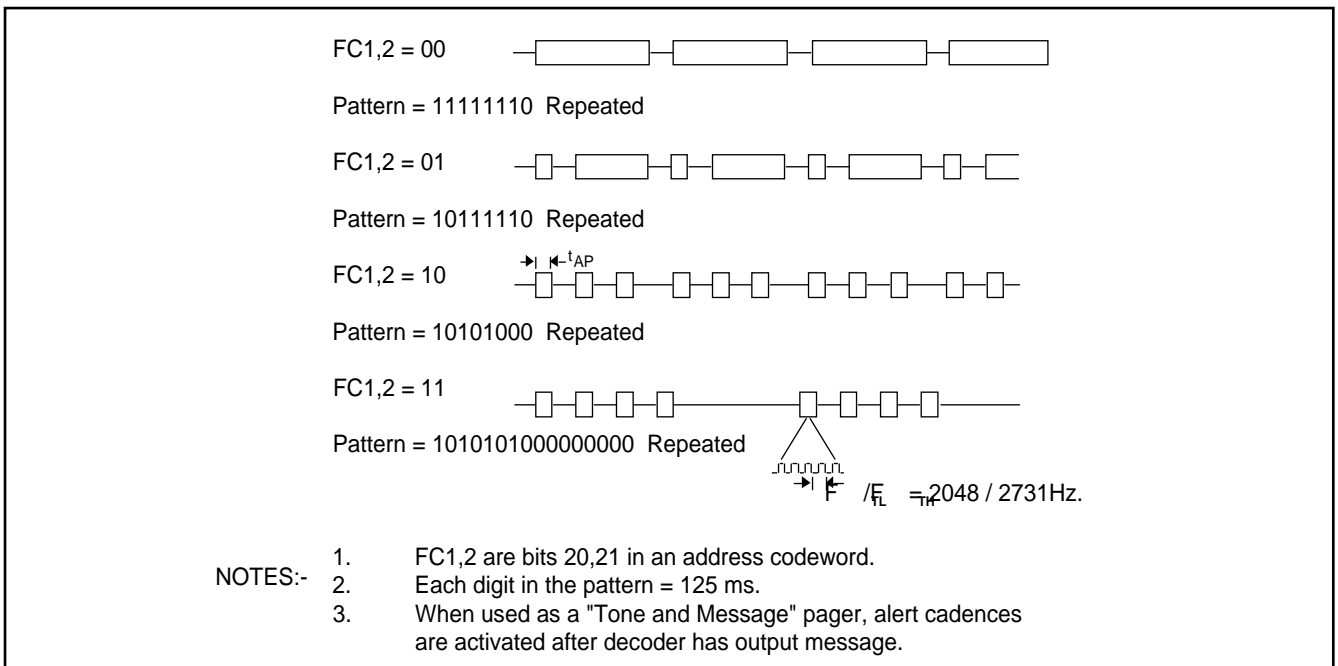 FC1,2 = 00
Pattern = 11111110 Repeated
FC1,2 = 01
Pattern = 10111110 Repeated
tAP
FC1,2 = 10
Pattern = 10101000 Repeated
FC1,2 = 11
Pattern = 1010101000000000 Repeated
F /F TL TH = 2048 / 2731Hz.
NOTES:-
1. FC1,2 are bits 20,21 in an address codeword.
2. Each digit in the pattern = 125 ms.
3. When used as a "Tone and Message" pager, alert cadences
are activated after decoder has output message.